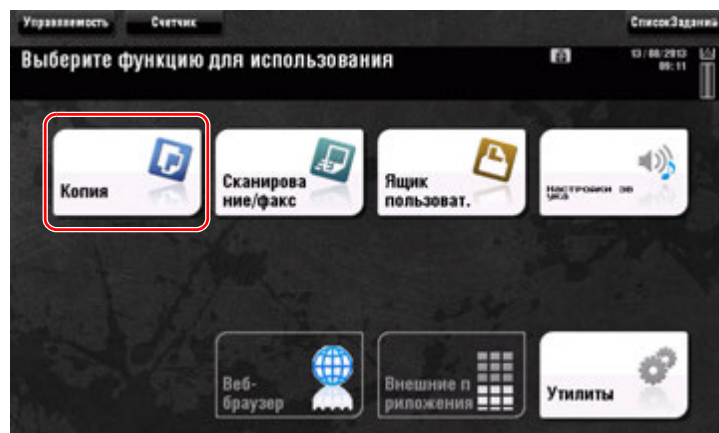 Управляемость Счетчик СписокЗаданий
Выберите функцию для использования
13/08/2013
09:11
Копия
Сканирова
ние/факс
Ящик
пользоват.
Настройки зв
ука
Веб-
браузер
Внешние п
риложения
Утилиты